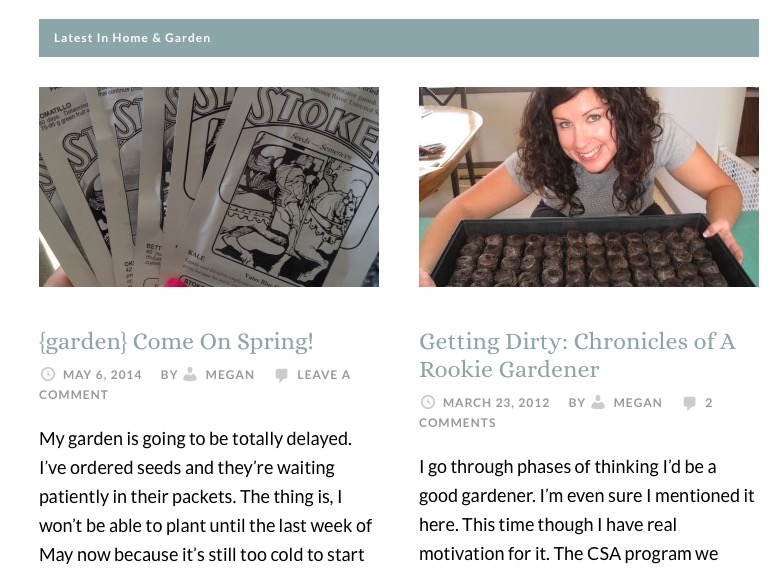 Latest In Home & Garden
STOKE
Seeds
KALE
{garden} Come On Spring!
MAY 6, 2014 BY MEGAN LEAVE A
COMMENT
My garden is going to be totally delayed.
I've ordered seeds and they're waiting
patiently in their packets. The thing is, I
won't be able to plant until the last week of
May now because it's still too cold to start
Getting Dirty: Chronicles of A
Rookie Gardener
MARCH 23, 2012 BY MEGAN 2
COMMENTS
I go through phases of thinking I'd be a
good gardener. I'm even sure I mentioned it
here. This time though I have real
motivation for it. The CSA program we